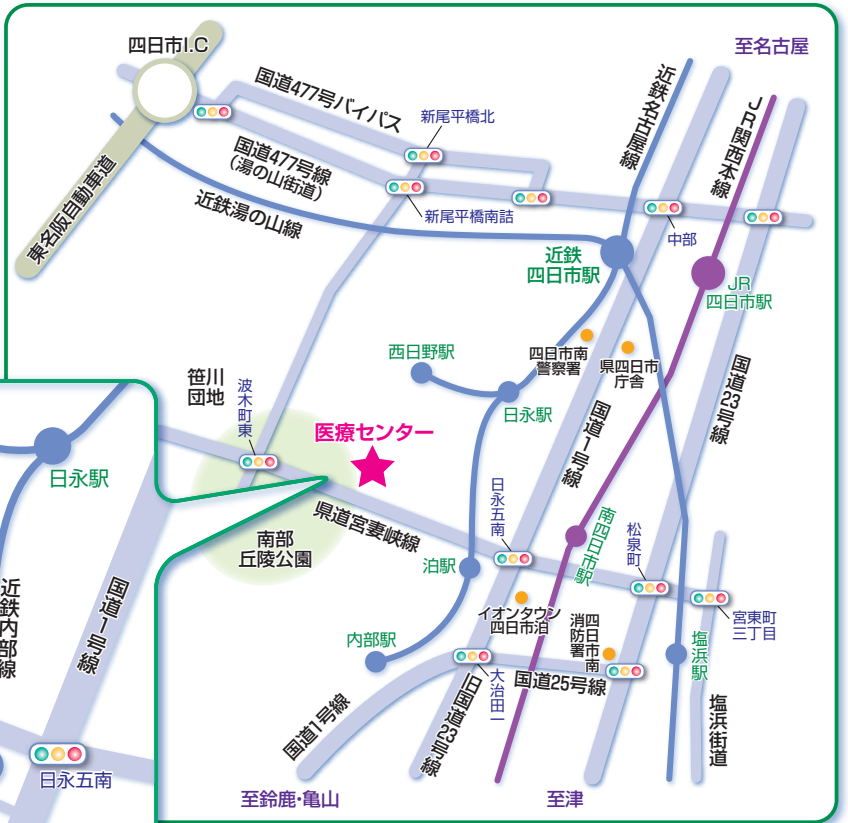 四日市I.C
至名古屋
国道477号バイパス
近鉄名古屋線
JR関西本線
新尾平橋北
国道477号線
(湯の山街道)
東名阪自動車道
近鉄湯の山線
新尾平橋南詰
中部
近鉄
四日市駅
JR
四日市駅
西日野駅
四日市南
警察署
県四日市
庁舎
国道23号線
笹川
団地
波木町東
日永駅
国道1号線
医療センター
日永駅
日永五南
県道宮妻峡線
南四日市駅
松泉町
南部
丘陵公園
泊駅
近鉄内部線
国道1号線
イオンタウン
四日市泊
四日市南
消防署
宮東町
三丁目
内部駅
塩浜駅
大治田一
国道25号線
国道1号線
旧国道23号線
塩浜街道
日永五南
至鈴鹿・亀山
至津